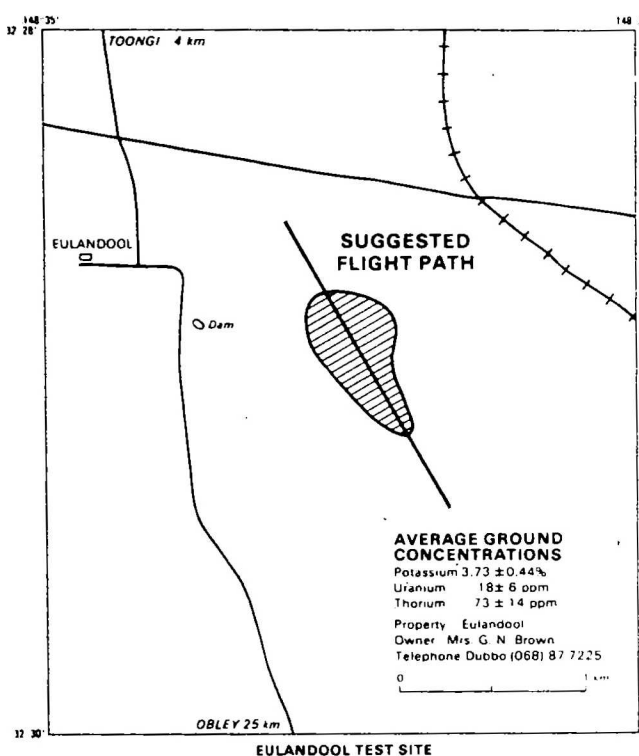 148 35'
148
32 28'
TOONGI 4 km
SUGGESTED
FLIGHT PATH
EULANDOOL
Dam
AVERAGE GROUND
CONCENTRATIONS
Potassium 3.73 ± 0.44%
Uranium 18 ± 6 ppm
Thorium 73 ± 14 ppm
Property Eulandool
Owner Mrs. G. N. Brown
Telephone Dubbo (068) 87 7225
0 1 km
OBLEY 25 km
32 30'
EULANDOOL TEST SITE